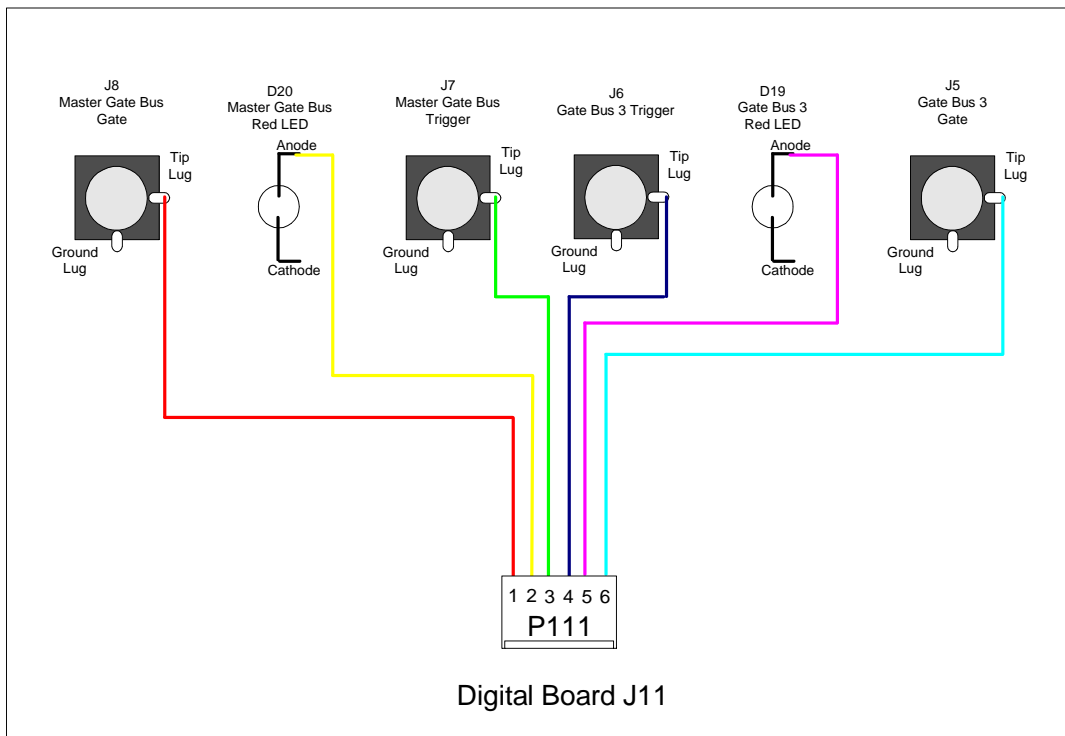 J8
Master Gate Bus
Gate
D20
Master Gate Bus
Red LED
J7
Master Gate Bus
Trigger
J6
Gate Bus 3 Trigger
D19
Gate Bus 3
Red LED
J5
Gate Bus 3
Gate
Tip
Lug
Ground
Lug
Anode
Cathode
Tip
Lug
Ground
Lug
Tip
Lug
Ground
Lug
Anode
Cathode
Tip
Lug
Ground
Lug
1 2 3 4 5 6
P111
Digital Board J11